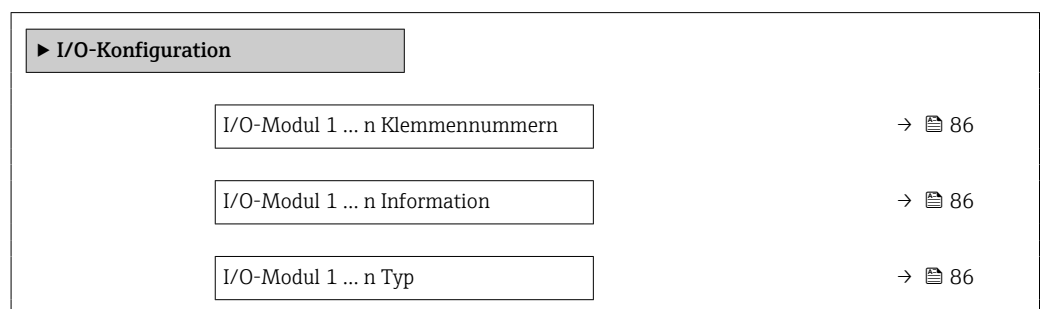 ▶ I/O-Konfiguration
I/O-Modul 1 … n Klemmennummern → 86
I/O-Modul 1 … n Information → 86
I/O-Modul 1 … n Typ → 86